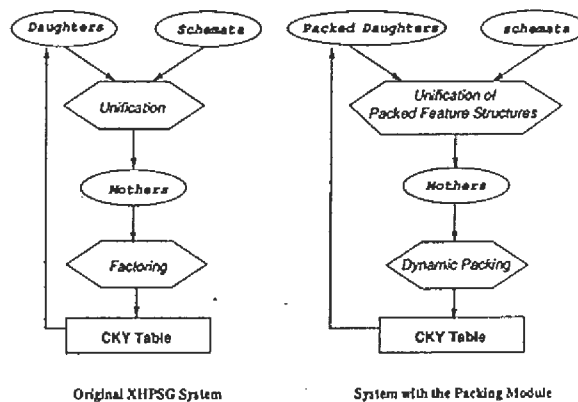 Daughters
Schemata
Unification
Mothers
Factoring
CKY Table
Original XHPSG System
Packed Daughters
schemata
Unification of
Packed Feature Structures
Mothers
Dynamic Packing
CKY Table
System with the Packing Module